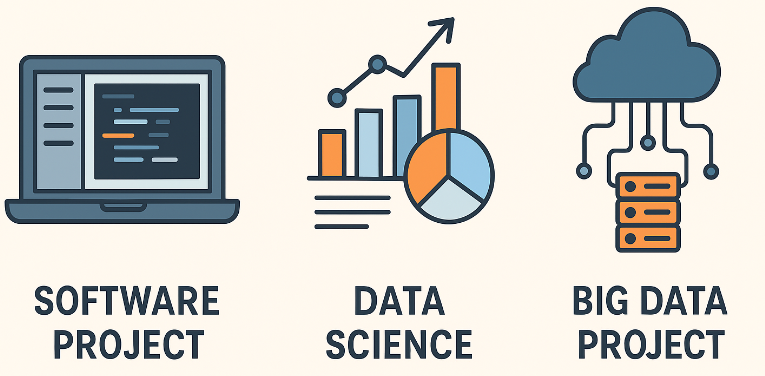 SOFTWARE
PROJECT
DATA
SCIENCE
BIG DATA
PROJECT